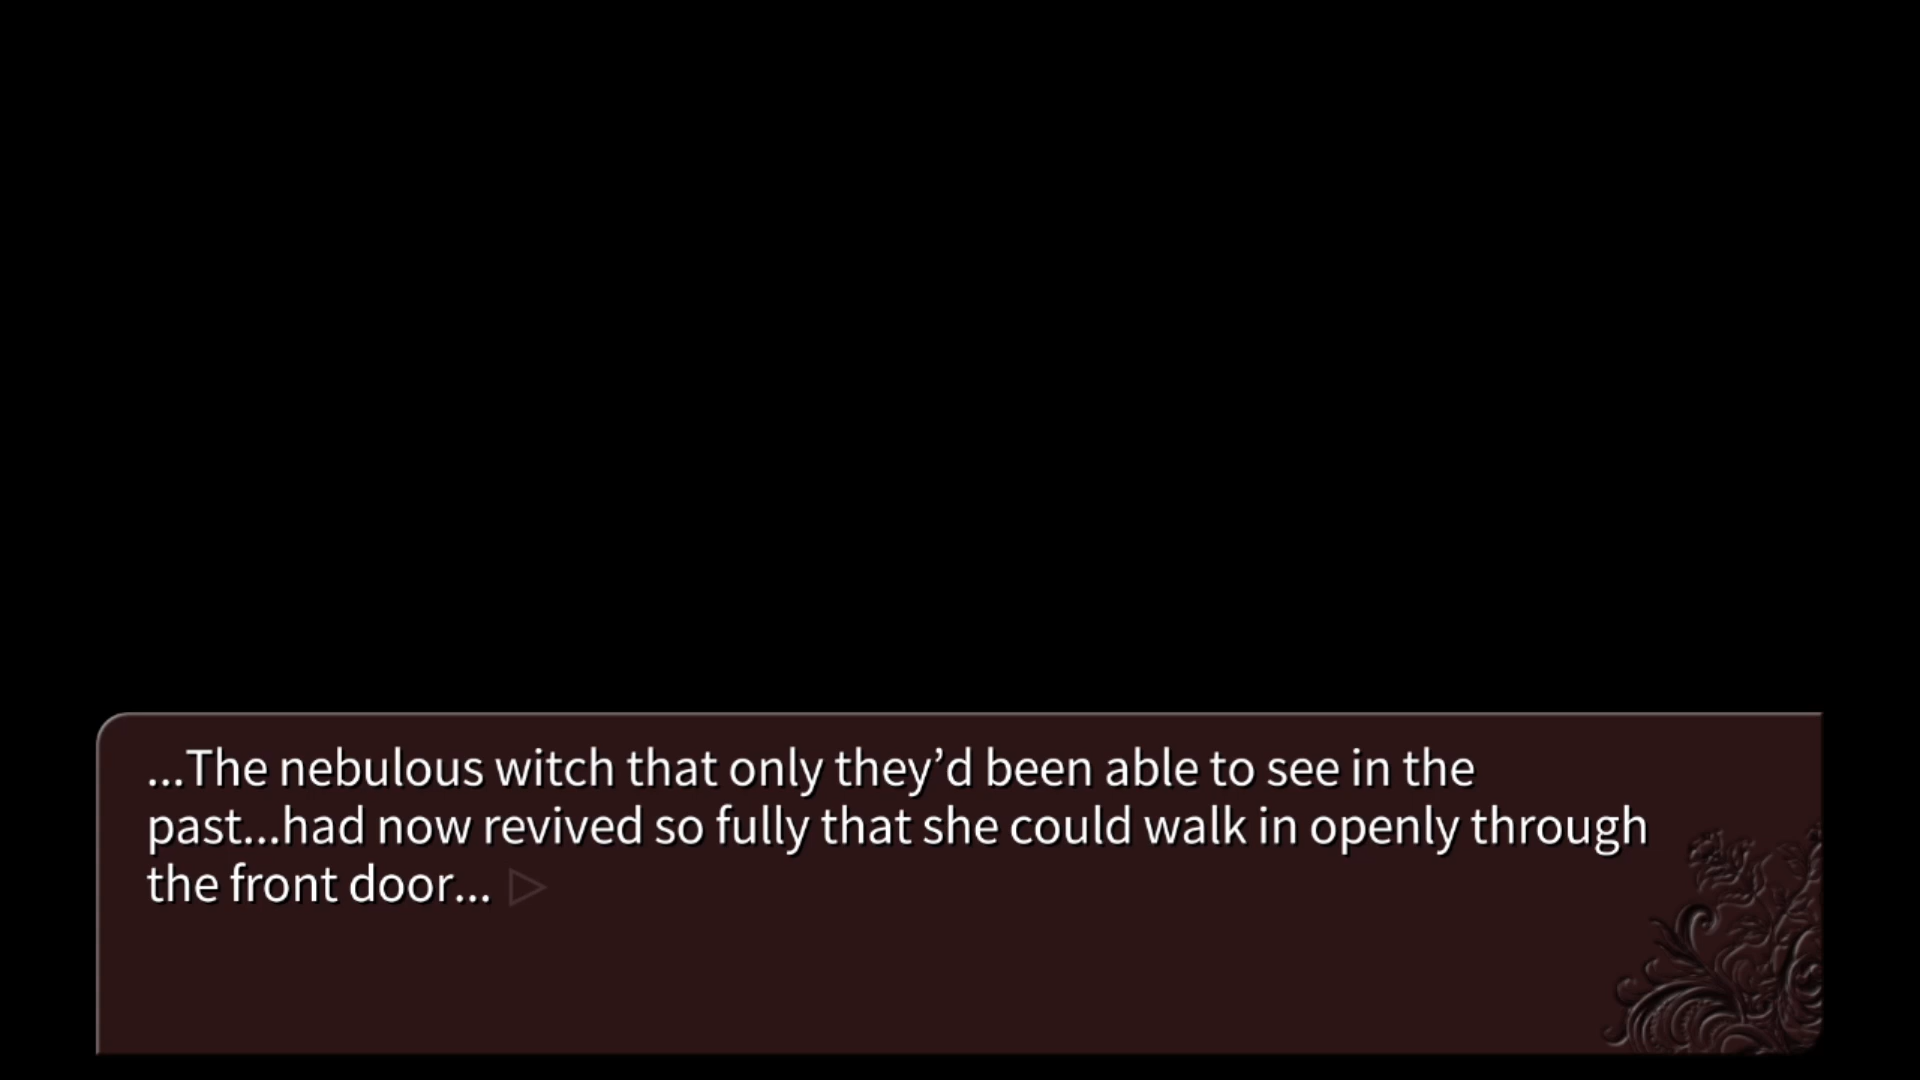 ...The nebulous witch that only they’d been able to see in the
past...had now revived so fully that she could walk in openly through
the front door...